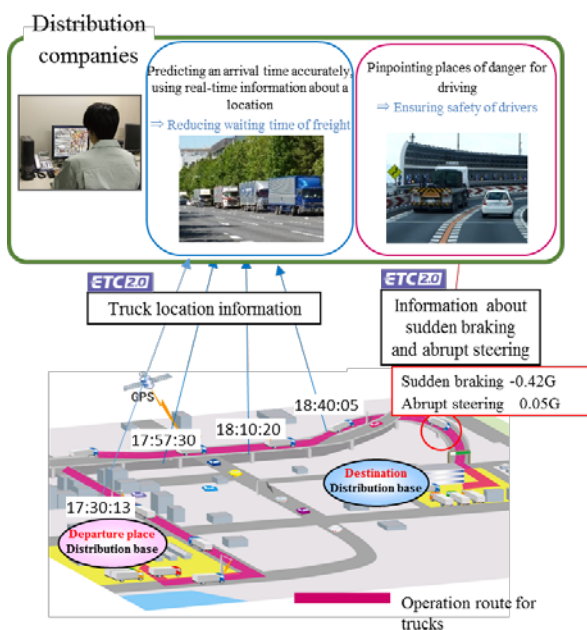 Distribution
companies
Predicting an arrival time accurately,
using real-time information about a
location
⇒ Reducing waiting time of freight
Pinpointing places of danger for
driving
⇒ Ensuring safety of drivers
ETC2.0
Truck location information
ETC2.0
Information about
sudden braking
and abrupt steering
Sudden braking -0.42G
Abrupt steering 0.05G
GPS
18:40:05
18:10:20
17:57:30
17:30:13
Destination
Distribution base
Departure place
Distribution base
Operation route for
trucks